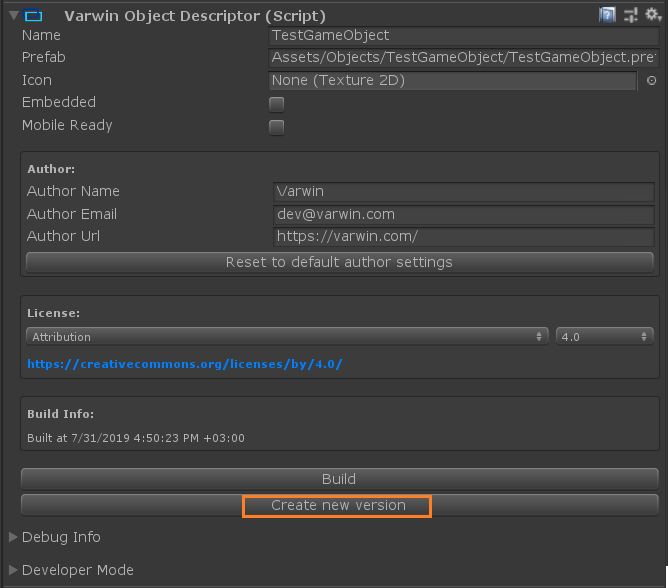 Varwin Object Descriptor (Script)
Name TestGameObject
Prefab Assets/Objects/TestGameObject/TestGameObject.pre
Icon None (Texture 2D)
Embedded
Mobile Ready
Author:
Author Name Varwin
Author Email dev@varwin.com
Author Url https://varwin.com/
Reset to default author settings
License:
Attribution 4.0
https://creativecommons.org/licenses/by/4.0/
Build Info:
Built at 7/31/2019 4:50:23 PM +03:00
Build
Create new version
Debug Info
Developer Mode